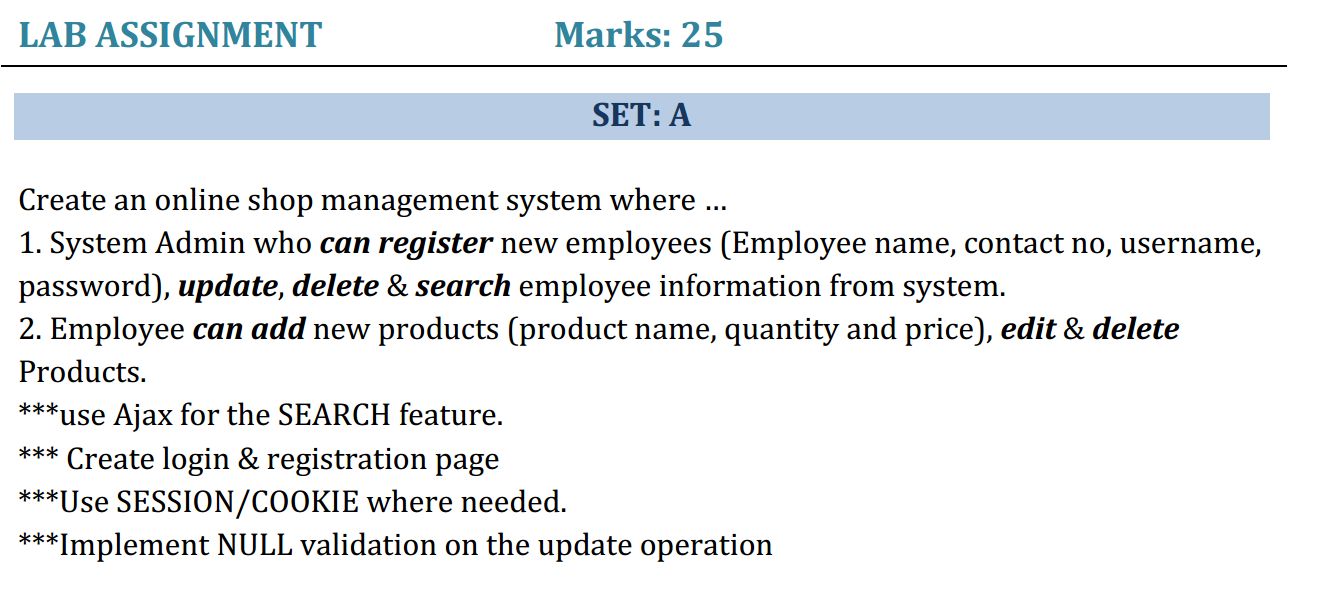 LAB ASSIGNMENT Marks: 25
SET: A
Create an online shop management system where …
1. System Admin who can register new employees (Employee name, contact no, username,
password), update, delete & search employee information from system.
2. Employee can add new products (product name, quantity and price), edit & delete
Products.
***use Ajax for the SEARCH feature.
*** Create login & registration page
***Use SESSION/COOKIE where needed.
***Implement NULL validation on the update operation